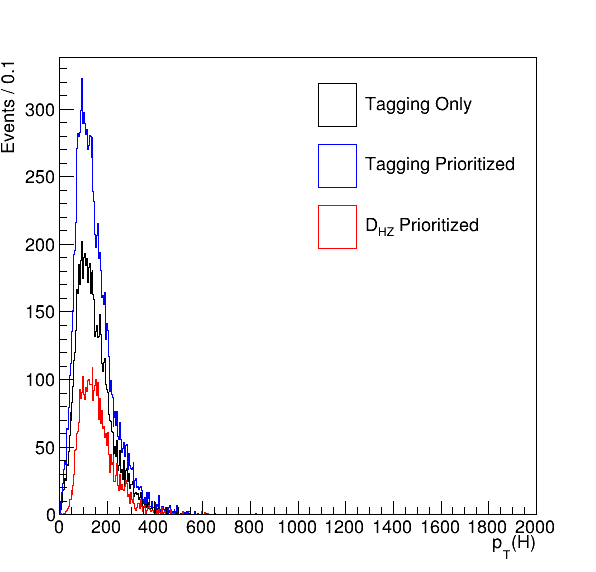 Events / 0.1
300
250
200
150
100
50
0
Tagging Only
Tagging Prioritized
D_HZ Prioritized
0 200 400 600 800 1000 1200 1400 1600 1800 2000
p_T(H)